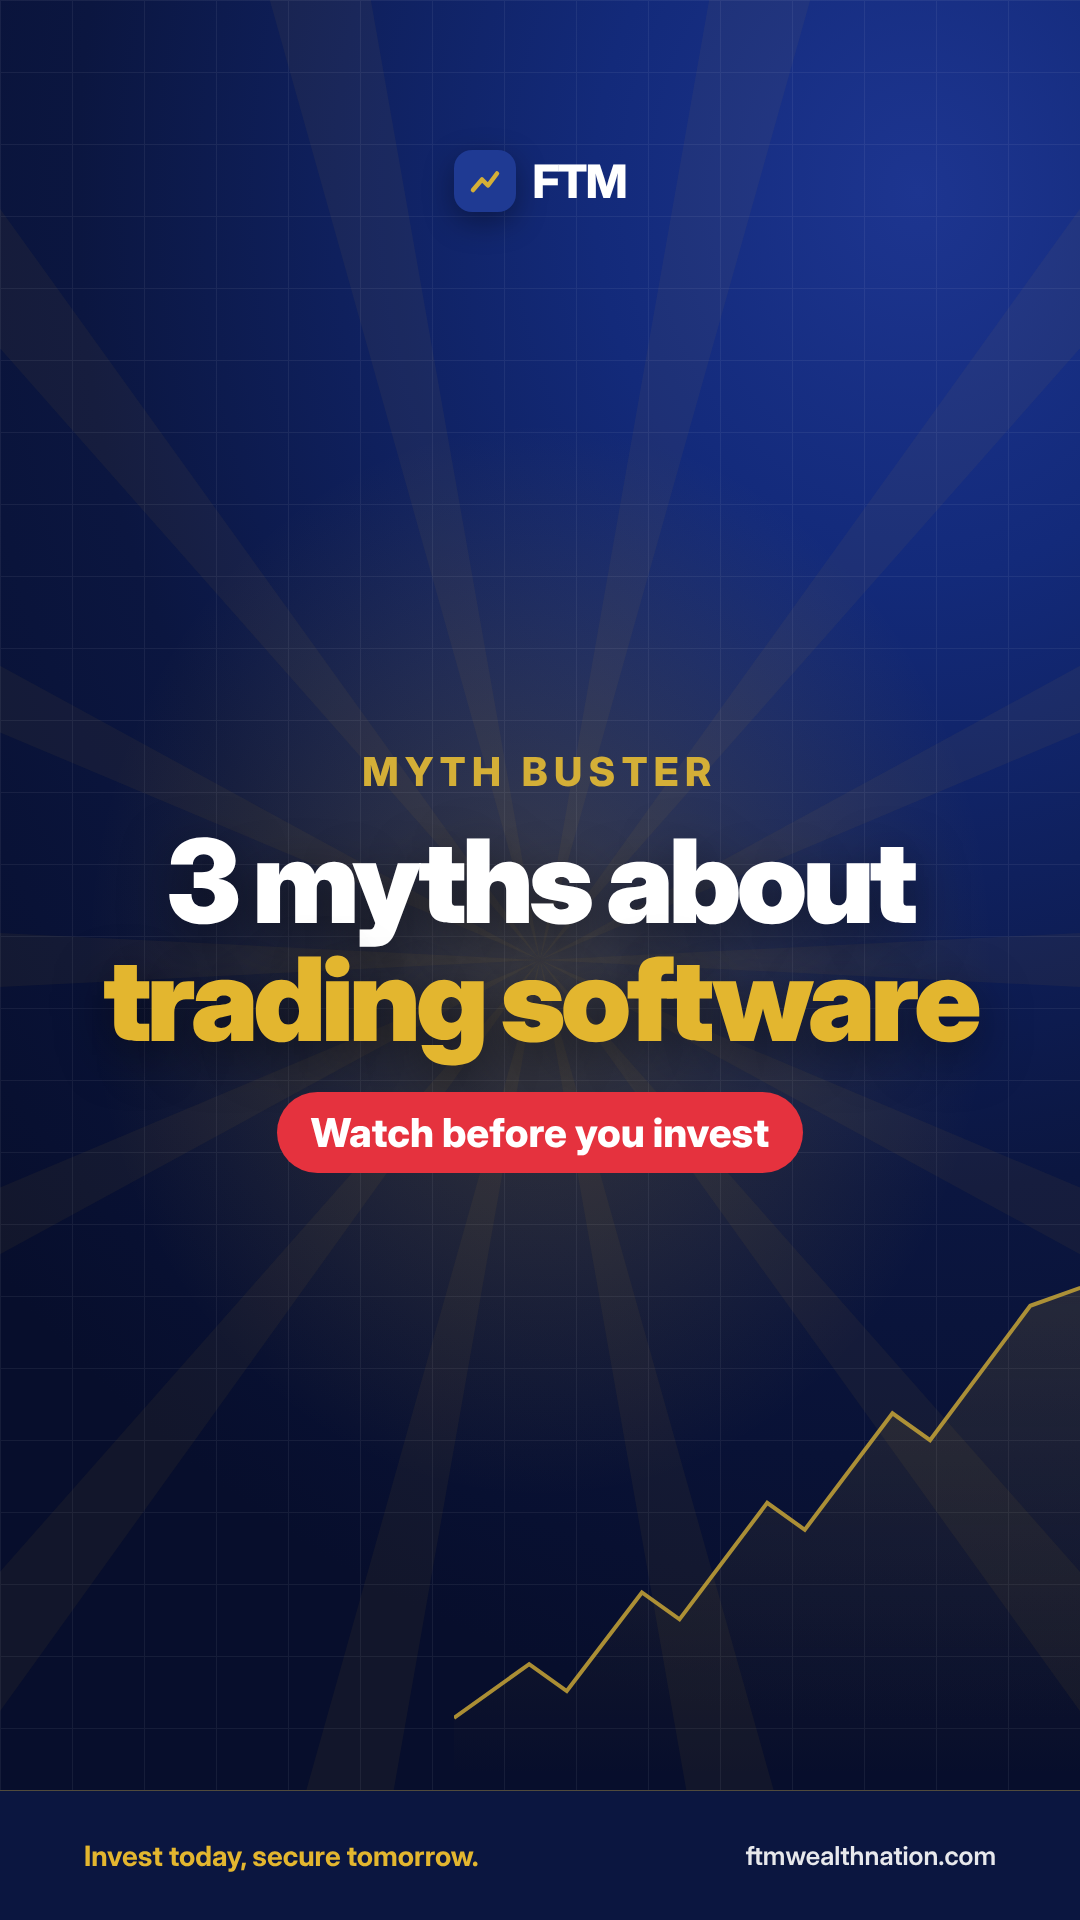 FTM
MYTH BUSTER
3 myths about
trading software
Watch before you invest
Invest today, secure tomorrow.
ftmwealthnation.com